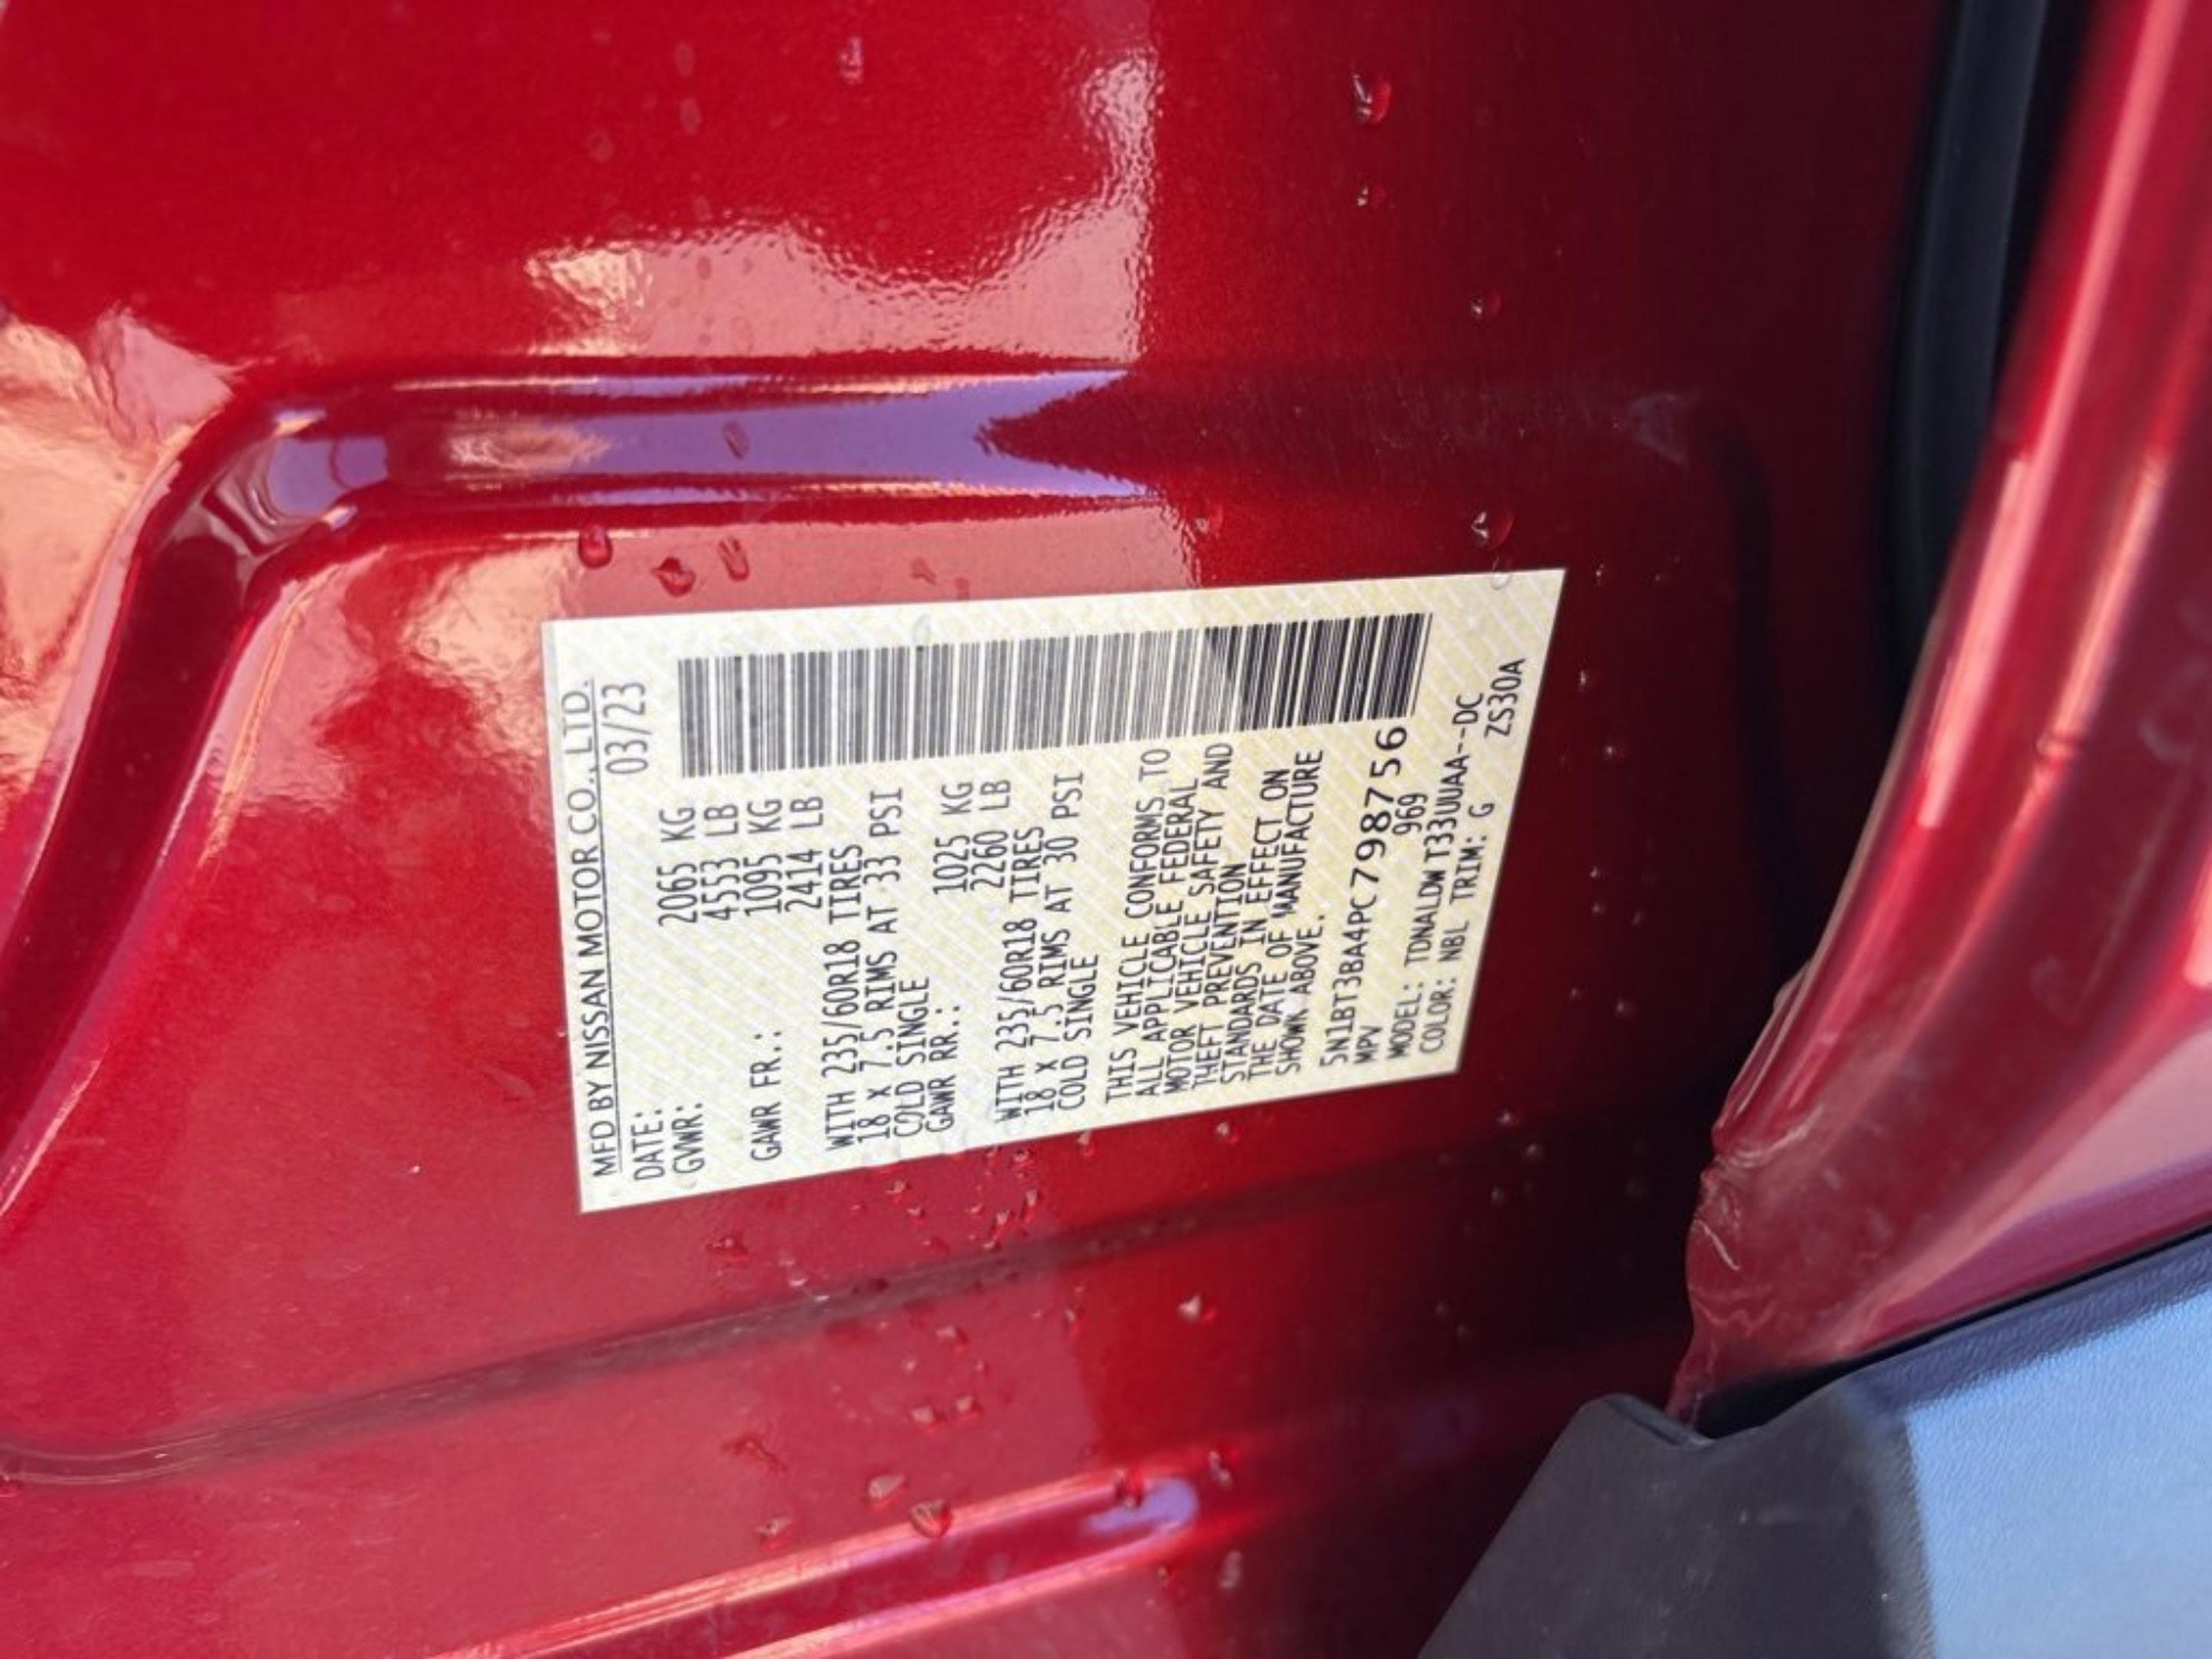 MFD BY NISSAN MOTOR CO., LTD.
DATE: 03/23
GVWR: 2065 KG
4553 LB
GAWR FR.: 1095 KG
2414 LB
WITH 235/60R18 TIRES
18 X 7.5 RIMS AT 33 PSI
COLD SINGLE
GAWR RR.: 1025 KG
2260 LB
WITH 235/60R18 TIRES
18 X 7.5 RIMS AT 30 PSI
COLD SINGLE
THIS VEHICLE CONFORMS TO
ALL APPLICABLE FEDERAL
MOTOR VEHICLE SAFETY AND
THEFT PREVENTION
STANDARDS IN EFFECT ON
THE DATE OF MANUFACTURE
SHOWN ABOVE.
5N1BT3BA4PC798756
MPV 969
MODEL: TDNALDW T33UUAA--DC
COLOR: NBL TRIM: G
ZS30A